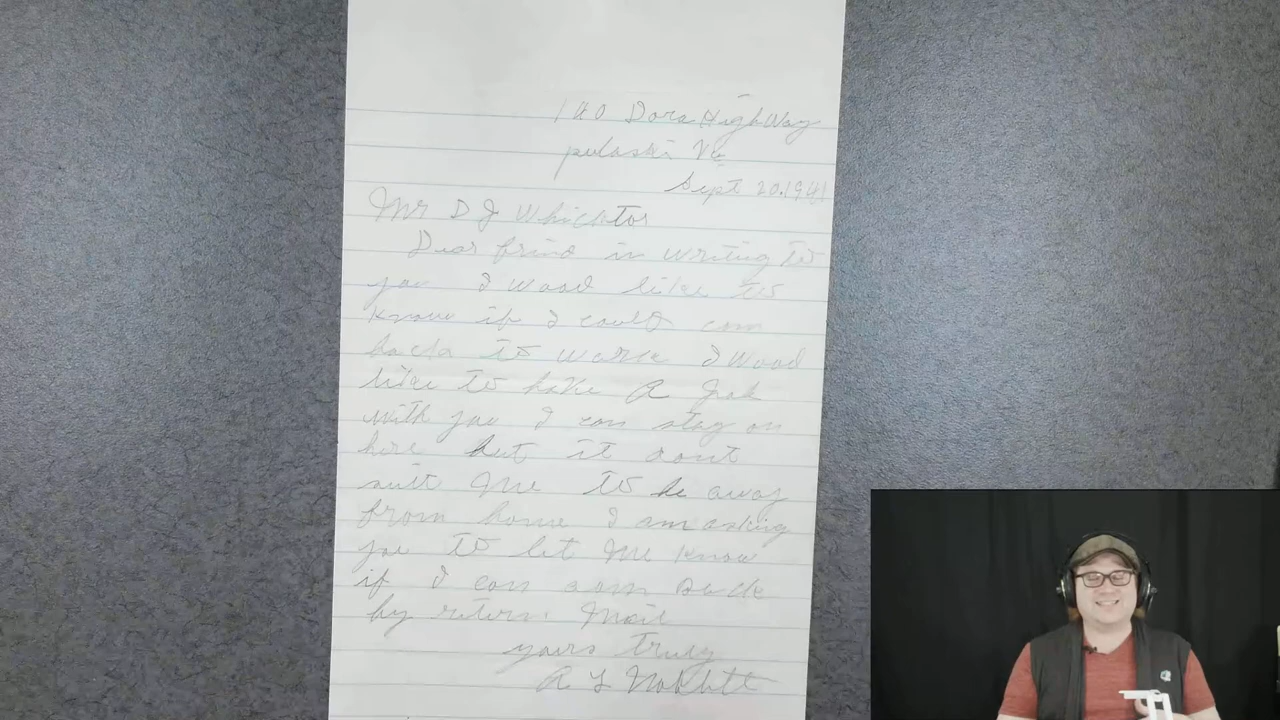 140 Dora HighWay
pulaski Va
Sept 20.1941
Mr D J
Dear frind in writing to
you I wood like to
know if I could com
back to worke I wood
like to hake A Job
with you I can stay on
hire but it dont
suit Me to be away
from home I am asking
you to let Me know
if I can com back
by return Mail
yours truly
A L Noblitt